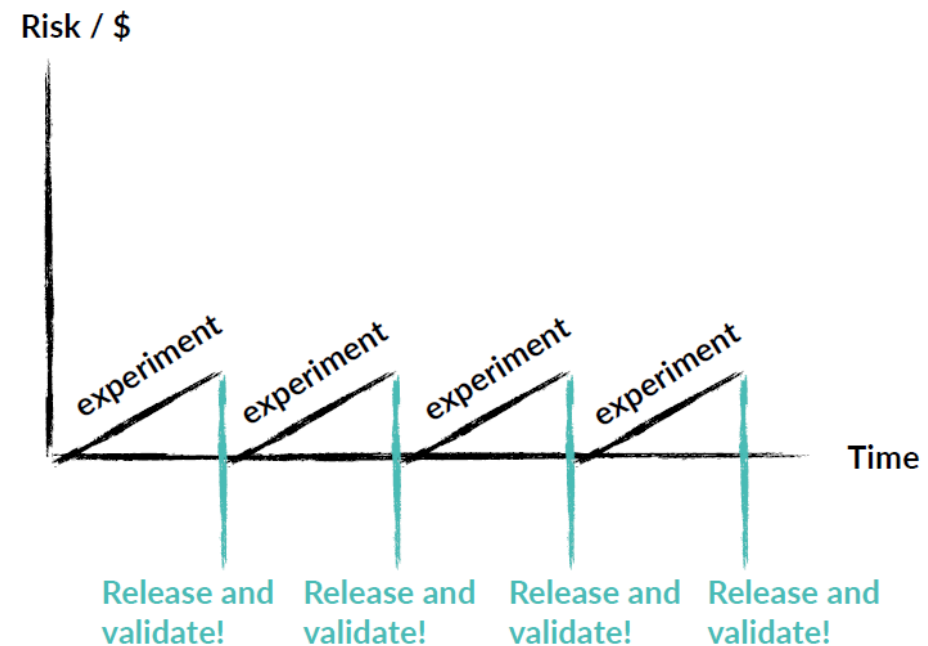 Risk / $
experiment
experiment
experiment
experiment
Time
Release and
validate!
Release and
validate!
Release and
validate!
Release and
validate!